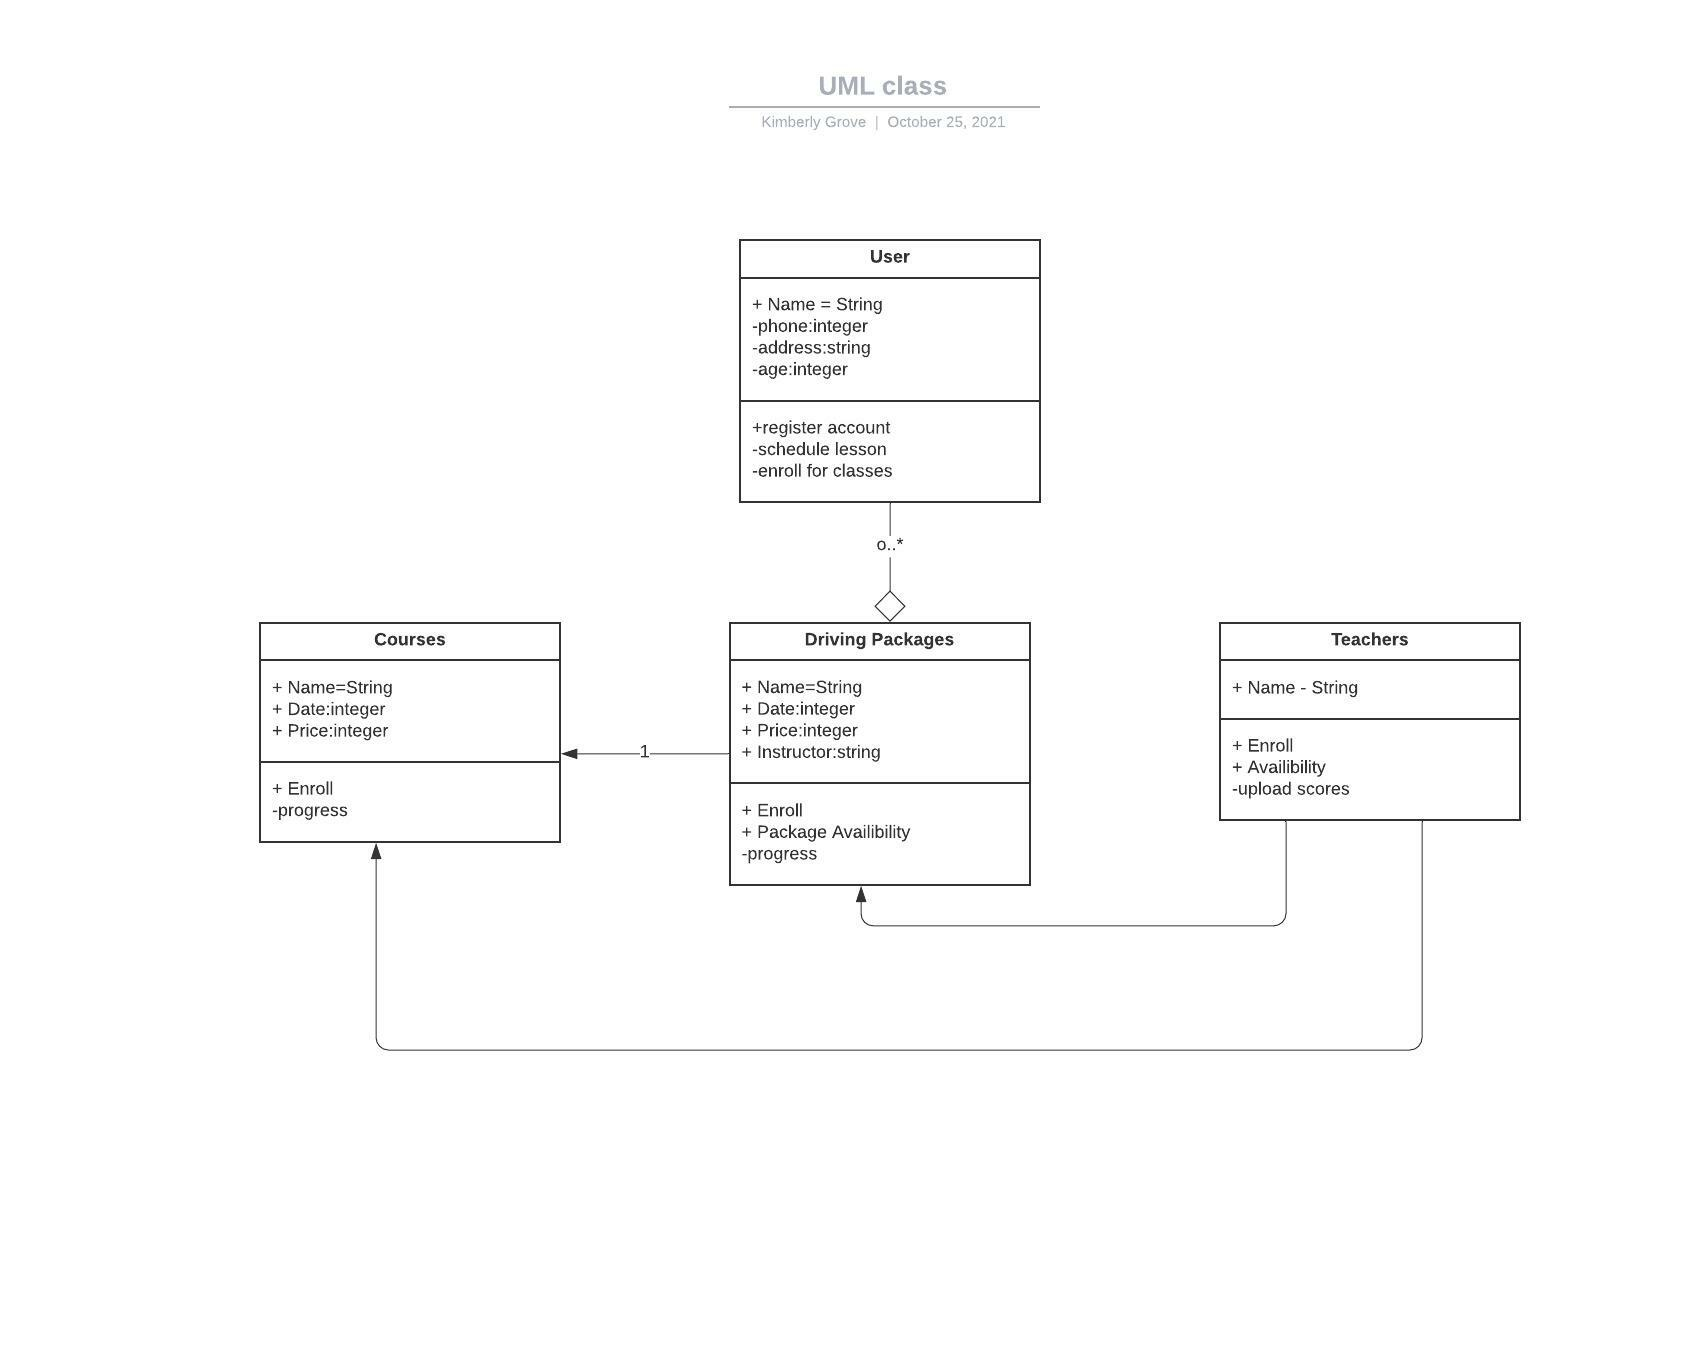 UML class
Kimberly Grove | October 25, 2021
User
+ Name = String
-phone:integer
-address:string
-age:integer
+register account
-schedule lesson
-enroll for classes
o..*
Courses
+ Name=String
+ Date:integer
+ Price:integer
+ Enroll
-progress
1
Driving Packages
+ Name=String
+ Date:integer
+ Price:integer
+ Instructor:string
+ Enroll
+ Package Availibility
-progress
Teachers
+ Name - String
+ Enroll
+ Availibility
-upload scores